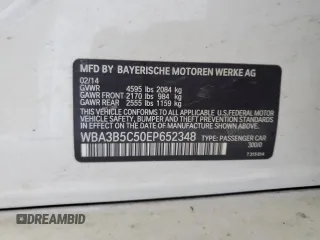 MFD BY BAYERISCHE MOTOREN WERKE AG
02/14
GVWR 4595 lbs 2084 kg
GAWR FRONT 2170 lbs 984 kg
GAWR REAR 2555 lbs 1159 kg
THIS VEHICLE CONFORMS TO ALL APPLICABLE
U.S. FEDERAL MOTOR VEHICLE SAFETY, BUMPER,
AND THEFT PREVENTION STANDARDS IN EFFECT ON
THE DATE OF MANUFACTURE SHOWN ABOVE.
WBA3B5C50EP652348 TYPE: PASSENGER CAR
300/0
DREAMBID